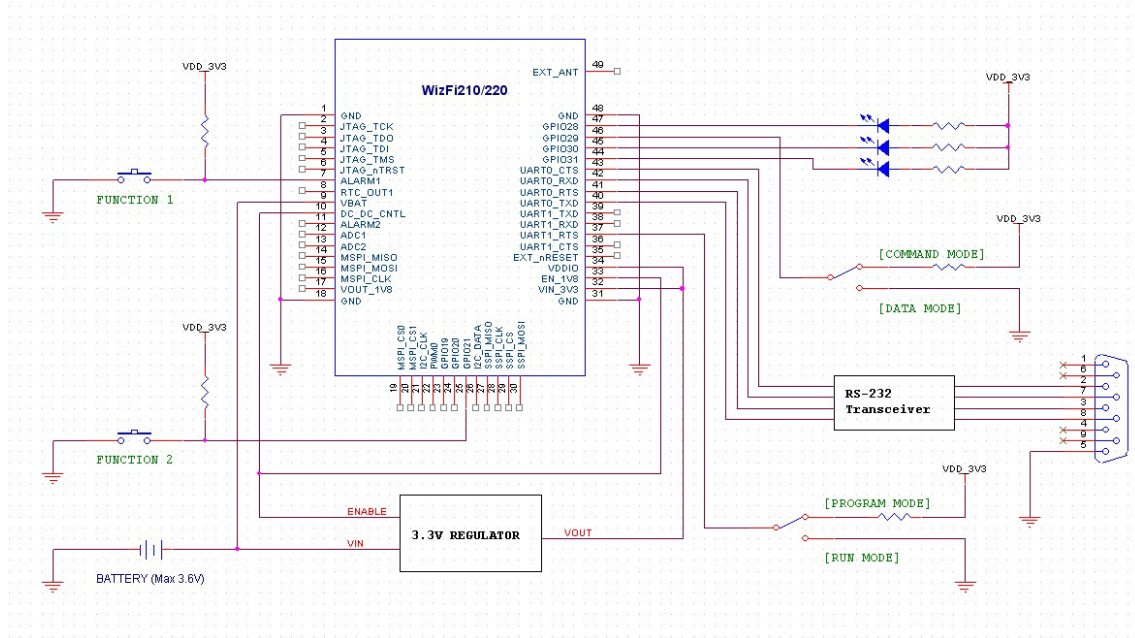 WizFi210/220
EXT_ANT
49
VDD_3V3
FUNCTION 1
VDD_3V3
FUNCTION 2
BATTERY (Max 3.6V)
1
GND
2
JTAG_TCK
3
JTAG_TDO
4
JTAG_TDI
5
JTAG_TMS
6
JTAG_nTRST
7
ALARM1
8
RTC_OUT1
9
VBAT
10
DC_DC_CNTL
11
ALARM2
12
ADC1
13
ADC2
14
MSPI_MISO
15
MSPI_MOSI
16
MSPI_CLK
17
VOUT_1V8
18
GND
48
GND
47
GPIO28
46
GPIO29
45
GPIO30
44
GPIO31
43
UART0_CTS
42
UART0_RXD
41
UART0_RTS
40
UART0_TXD
39
UART1_TXD
38
UART1_RXD
37
UART1_RTS
36
UART1_CTS
35
EXT_nRESET
34
VDDIO
33
EN_1V8
32
VIN_3V3
31
GND
MSPI_CS0
MSPI_CS1
I2C_CLK
PWM0
GPIO19
GPIO20
GPIO21
I2C_DATA
SSPI_MISO
SSPI_CLK
SSPI_CS
SSPI_MOSI
19
20
21
22
23
24
25
26
27
28
29
30
VDD_3V3
VDD_3V3
[COMMAND MODE]
[DATA MODE]
RS-232
Transceiver
1
6
2
7
3
8
4
9
5
VDD_3V3
[PROGRAM MODE]
[RUN MODE]
ENABLE
VIN
3.3V REGULATOR
VOUT